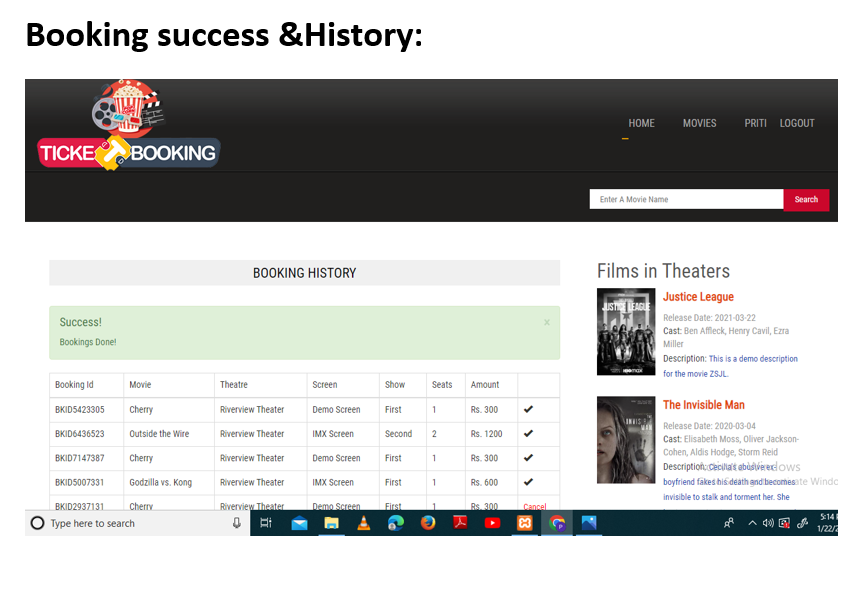 Booking success &History:
TICKE BOOKING
HOME MOVIES PRITI LOGOUT
Enter A Movie Name Search
BOOKING HISTORY
Success! ×
Bookings Done!
Booking Id Movie Theatre Screen Show Seats Amount
BKID5423305 Cherry Riverview Theater Demo Screen First 1 Rs. 300 ✔
BKID6436523 Outside the Wire Riverview Theater IMX Screen Second 2 Rs. 1200 ✔
BKID7147387 Cherry Riverview Theater Demo Screen First 1 Rs. 300 ✔
BKID5007331 Godzilla vs. Kong Riverview Theater IMX Screen First 1 Rs. 600 ✔
BKID2937131 Cherry Riverview Theater Demo Screen First 1 Rs. 300 Cancel
Films in Theaters
JUSTICE LEAGUE
Justice League
Release Date: 2021-03-22
Cast: Ben Affleck, Henry Cavil, Ezra
Miller
Description: This is a demo description
for the movie ZSJL.
The Invisible Man
Release Date: 2020-03-04
Cast: Elisabeth Moss, Oliver Jackson-
Cohen, Aldis Hodge, Storm Reid
Description: Cecilia's abusive ex-
boyfriend fakes his death and becomes
invisible to stalk and torment her. She
Type here to search
5:14
1/22/2